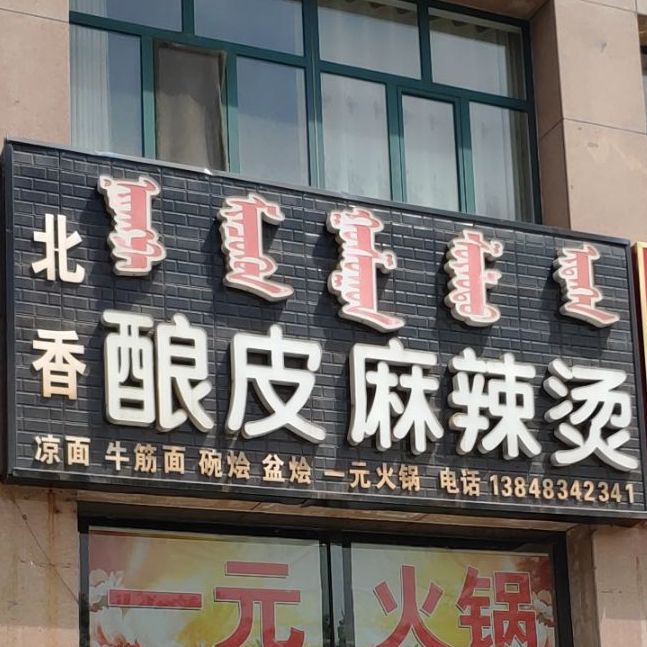 北香
酿皮麻辣烫
凉面 牛筋面 碗烩 盆烩 一元火锅 电话 13848342341
一元 火锅